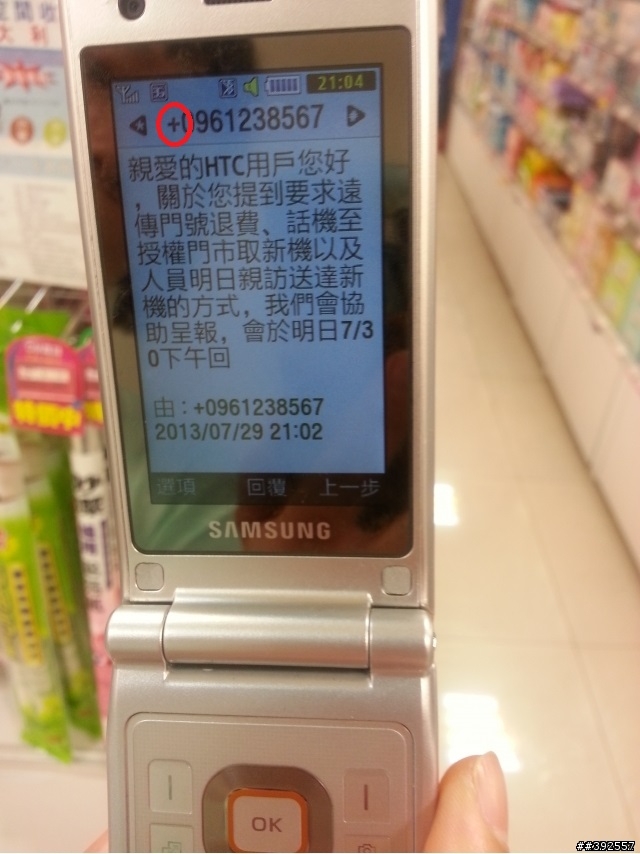 21:04
+0961238567
親愛的HTC用戶您好
，關於您提到要求遠
傳門號退費、話機至
授權門市取新機以及
人員明日親訪送達新
機的方式，我們會協
助呈報，會於明日7/3
0下午回
由：+0961238567
2013/07/29 21:02
選項 回覆 上一步
SAMSUNG
OK
##392557